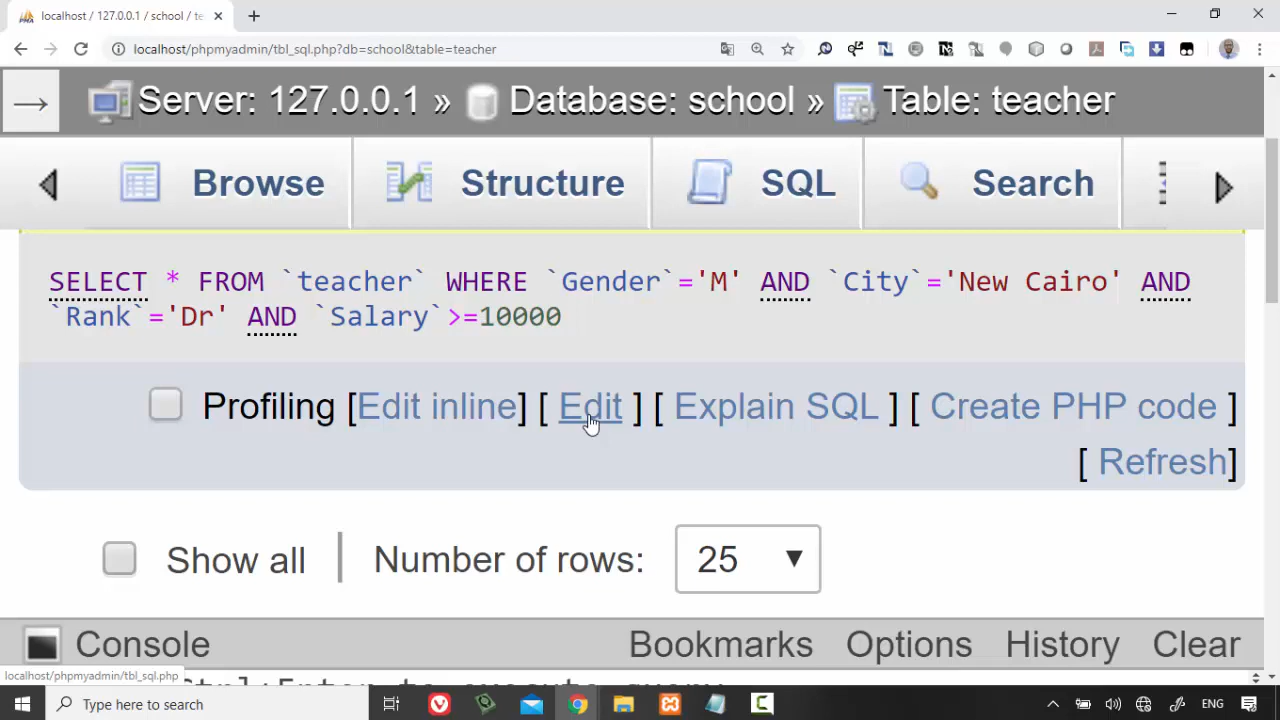 localhost / 127.0.0.1 / school / te
localhost/phpmyadmin/tbl_sql.php?db=school&table=teacher
Server: 127.0.0.1 » Database: school » Table: teacher
Browse Structure SQL Search
SELECT * FROM `teacher` WHERE `Gender`='M' AND `City`='New Cairo' AND
`Rank`='Dr' AND `Salary`>=10000
Profiling [Edit inline] [ Edit ] [ Explain SQL ] [ Create PHP code ]
[ Refresh]
Show all Number of rows: 25
Console Bookmarks Options History Clear
localhost/phpmyadmin/tbl_sql.php
to execute query
Type here to search ENG